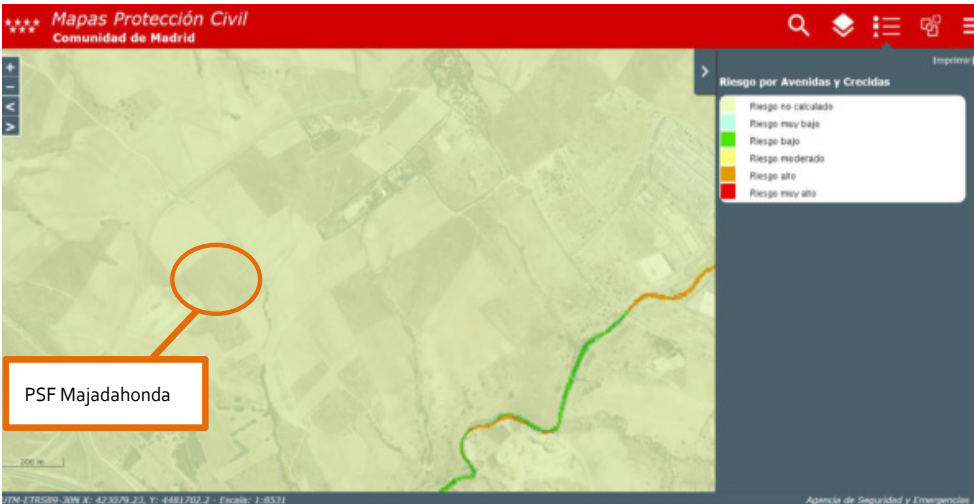 Mapas Protección Civil
Comunidad de Madrid
Imprimir
+
-
<
>
>
Riesgo por Avenidas y Crecidas
Riesgo no calculado
Riesgo muy bajo
Riesgo bajo
Riesgo moderado
Riesgo alto
Riesgo muy alto
PSF Majadahonda
200 m
UTM-ETRS89-30N X: 423079.23, Y: 4481702.2 - Escala: 1:8531
Agencia de Seguridad y Emergencias